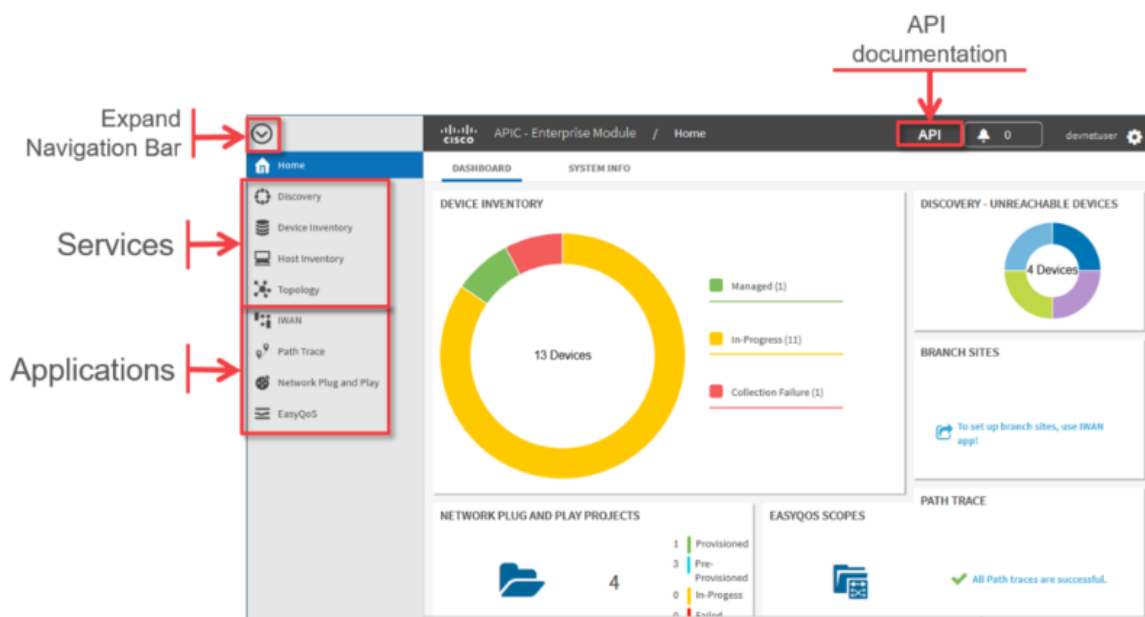 API
documentation
Expand
Navigation Bar
Services
Applications
CISCO
APIC - Enterprise Module / Home
API
0
devnetuser
Home
Discovery
Device Inventory
Host Inventory
Topology
IWAN
Path Trace
Network Plug and Play
EasyQoS
DASHBOARD
SYSTEM INFO
DEVICE INVENTORY
13 Devices
Managed (1)
In-Progress (11)
Collection Failure (1)
DISCOVERY - UNREACHABLE DEVICES
4 Devices
BRANCH SITES
To set up branch sites, use IWAN
app!
NETWORK PLUG AND PLAY PROJECTS
4
1 Provisioned
3 Pre-
Provisioned
0 In-Progess
0 Failed
EASYQOS SCOPES
PATH TRACE
All Path traces are successful.